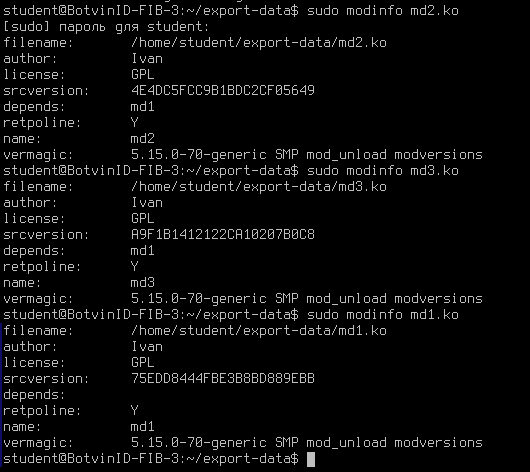 student@BotvinID-FIB-3:~/export-data$ sudo modinfo md2.ko
[sudo] пароль для student:
filename:       /home/student/export-data/md2.ko
author:         Ivan
license:        GPL
srcversion:     4E4DC5FCC9B1BDC2CF05649
depends:        md1
retpoline:      Y
name:           md2
vermagic:       5.15.0-70-generic SMP mod_unload modversions
student@BotvinID-FIB-3:~/export-data$ sudo modinfo md3.ko
filename:       /home/student/export-data/md3.ko
author:         Ivan
license:        GPL
srcversion:     A9F1B1412122CA10207B0C8
depends:        md1
retpoline:      Y
name:           md3
vermagic:       5.15.0-70-generic SMP mod_unload modversions
student@BotvinID-FIB-3:~/export-data$ sudo modinfo md1.ko
filename:       /home/student/export-data/md1.ko
author:         Ivan
license:        GPL
srcversion:     75EDD8444FBE3B8BD889EBB
depends:
retpoline:      Y
name:           md1
vermagic:       5.15.0-70-generic SMP mod_unload modversions
student@BotvinID-FIB-3:~/export-data$